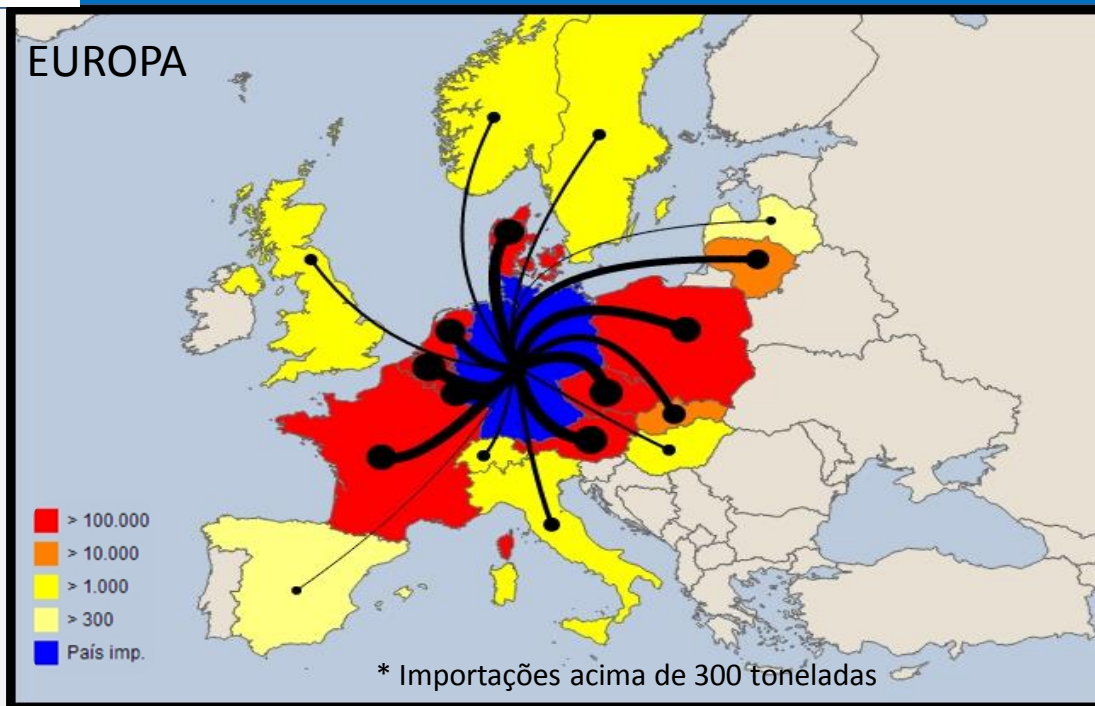 EUROPA
> 100.000
> 10.000
> 1.000
> 300
País imp.
* Importações acima de 300 toneladas